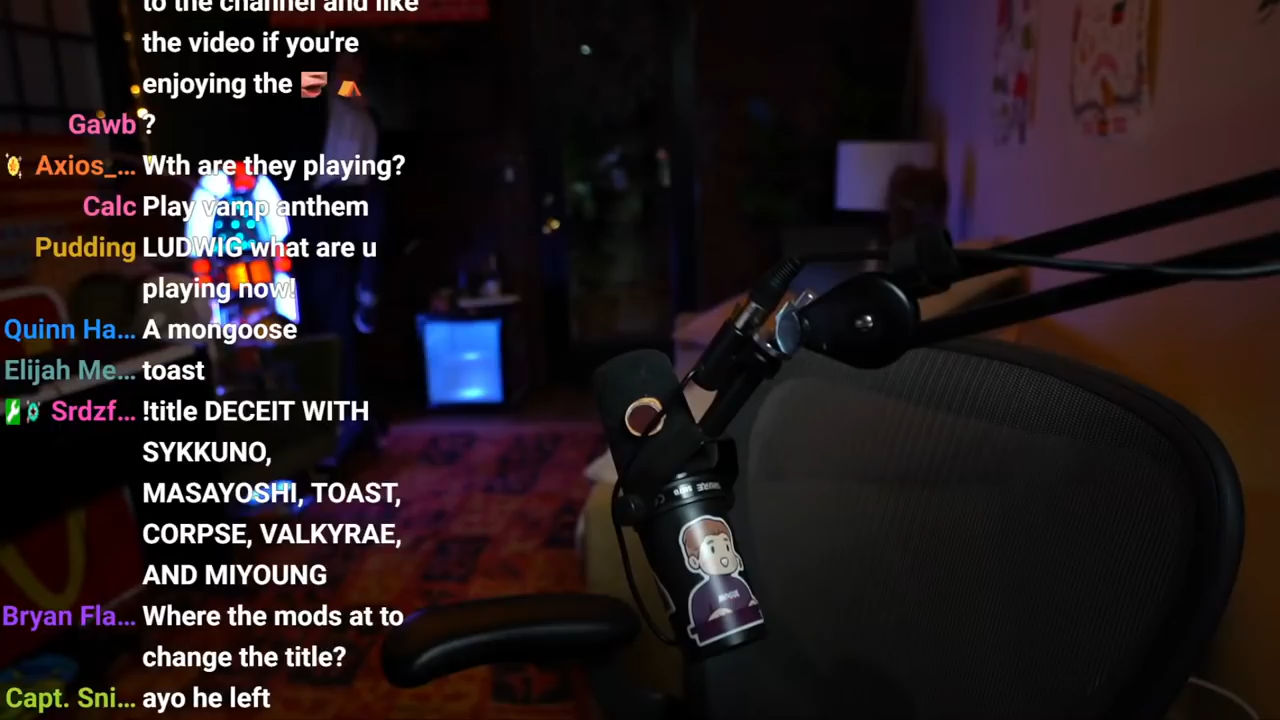 to the channel and like
the video if you're
enjoying the
Gawb ?
Axios_... Wth are they playing?
Calc Play vamp anthem
Pudding LUDWIG what are u
playing now!
Quinn Ha... A mongoose
Elijah Me... toast
Srdzf... !title DECEIT WITH
SYKKUNO,
MASAYOSHI, TOAST,
CORPSE, VALKYRAE,
AND MIYOUNG
Bryan Fla... Where the mods at to
change the title?
Capt. Sni... ayo he left